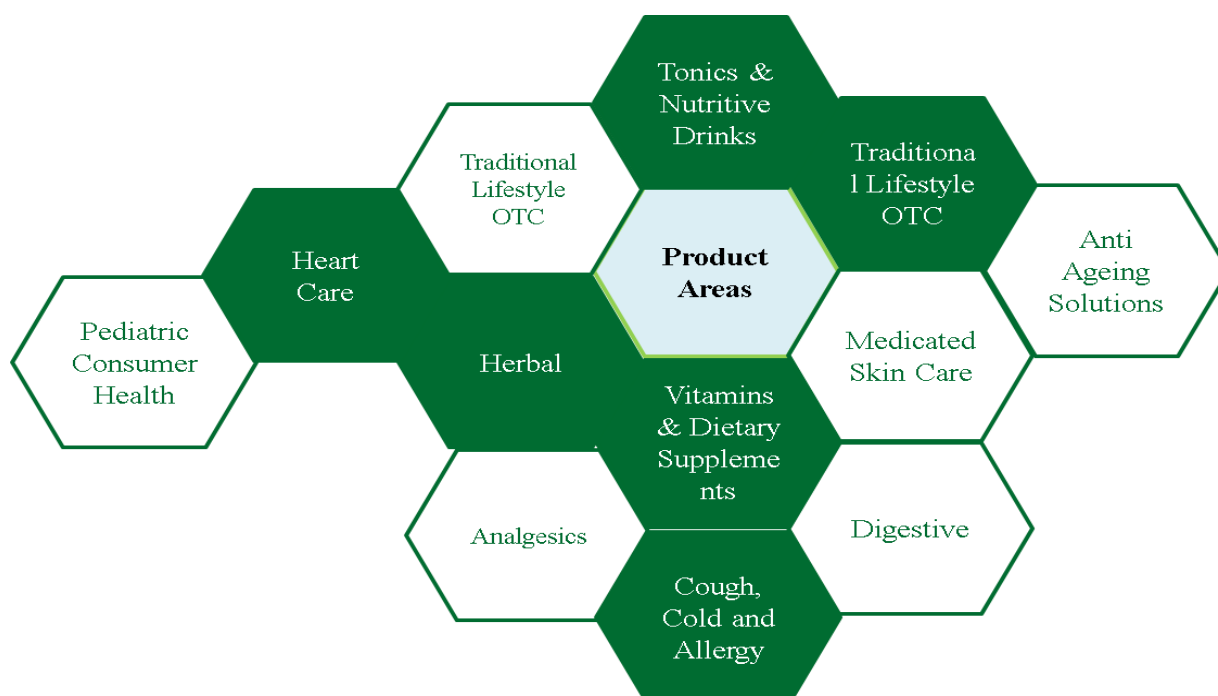 Tonics &
Nutritive
Drinks
Traditional
Lifestyle
OTC
Traditiona
l Lifestyle
OTC
Heart
Care
Product
Areas
Anti
Ageing
Solutions
Pediatric
Consumer
Health
Herbal
Medicated
Skin Care
Vitamins
& Dietary
Suppleme
nts
Analgesics
Digestive
Cough,
Cold and
Allergy